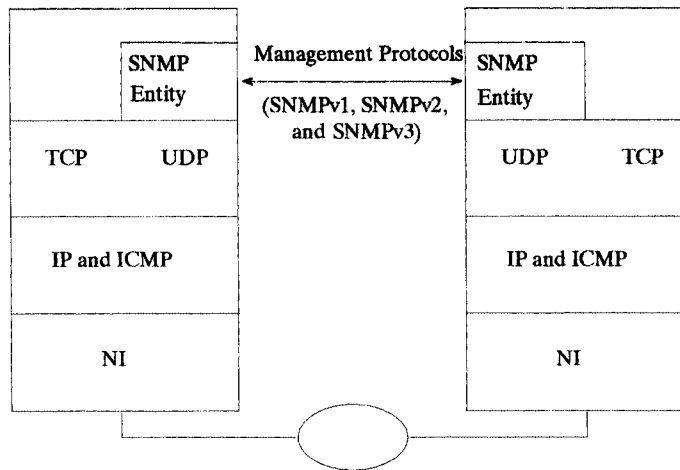 SNMP
Entity
Management Protocols
(SNMPv1, SNMPv2,
and SNMPv3)
SNMP
Entity
TCP UDP
UDP TCP
IP and ICMP
IP and ICMP
NI
NI